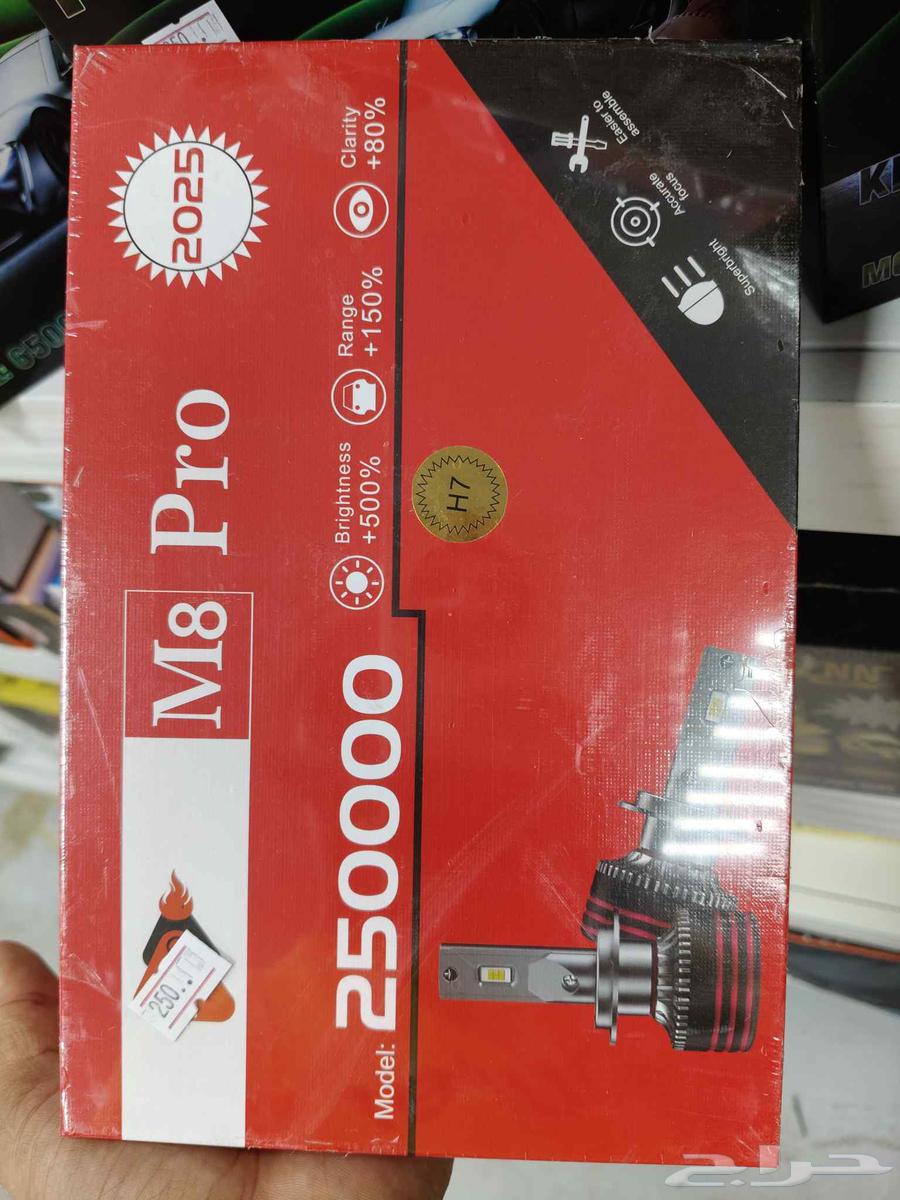 2025
M8 Pro
Model: 250000
Brightness
+500%
Range
+150%
Clarity
+80%
H7
Superbright
Accurate
focus
Easier to
assemble
250
حراج